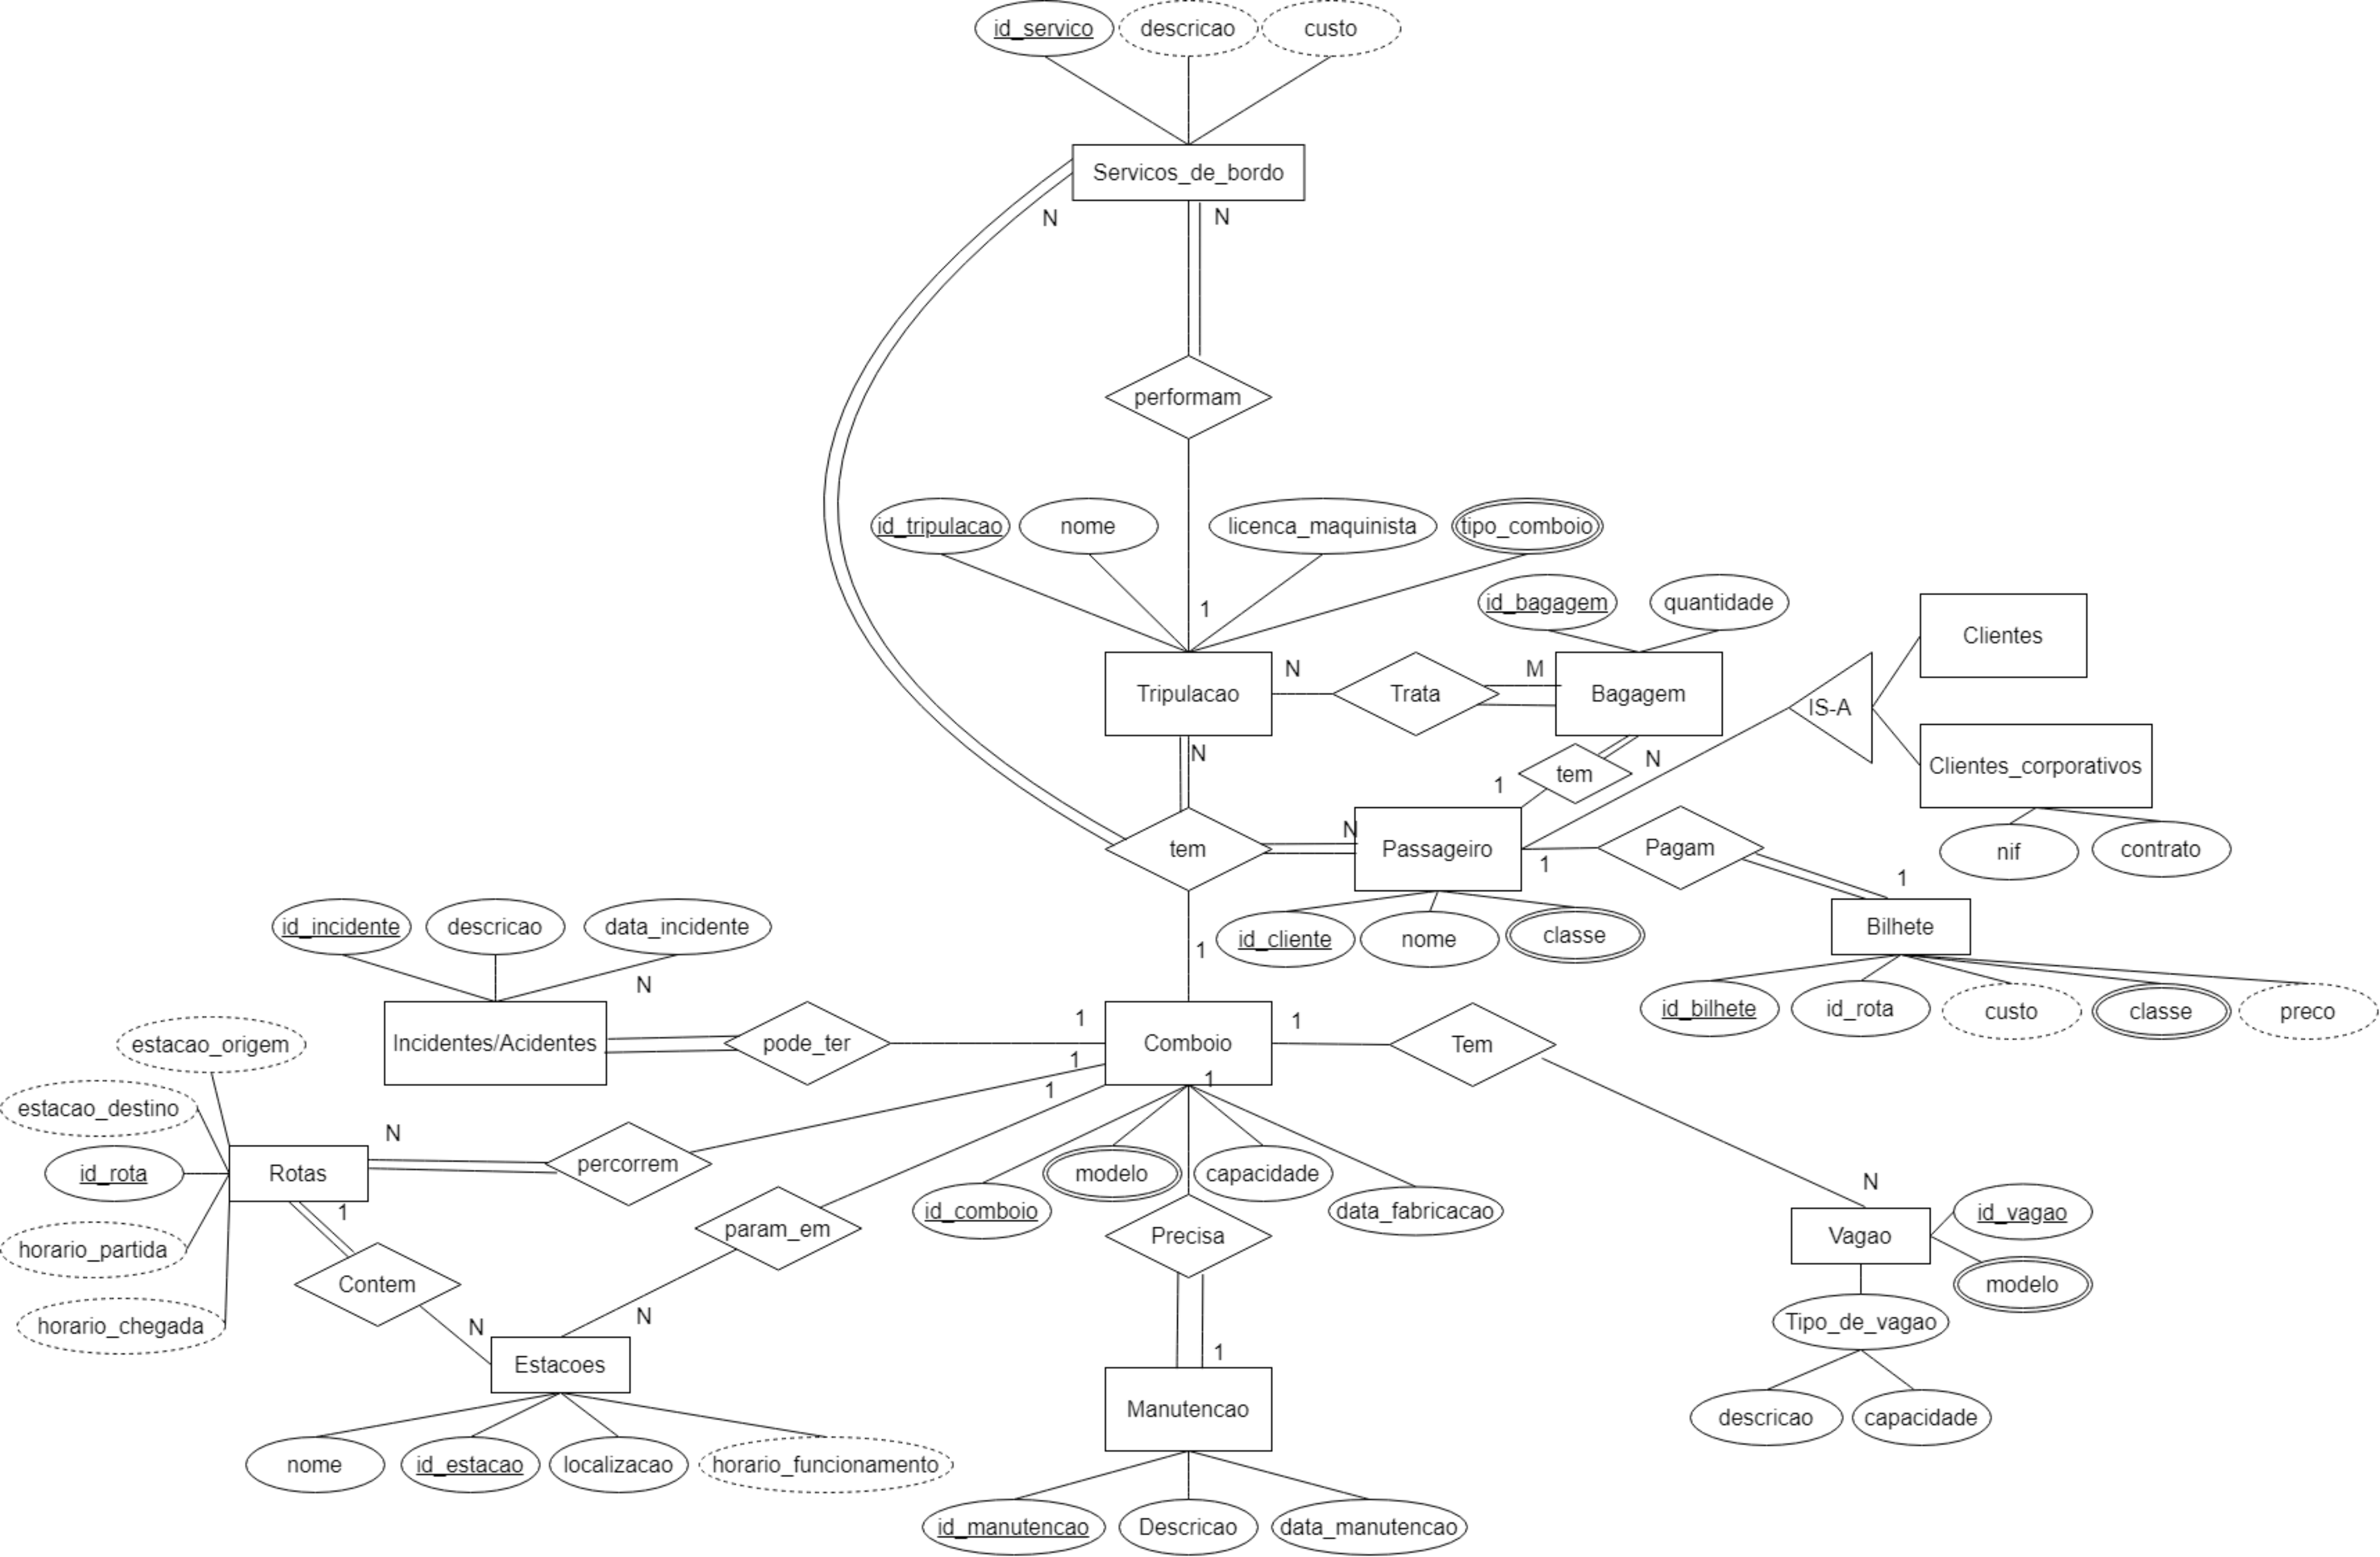 id_servico
descricao
custo
Servicos_de_bordo
N
N
performam
id_tripulacao
nome
licenca_maquinista
tipo_comboio
1
id_bagagem
quantidade
Clientes
Tripulacao
N
Trata
M
Bagagem
IS-A
Clientes_corporativos
nif
contrato
N
tem
N
1
tem
N
Passageiro
1
Pagam
1
Bilhete
id_cliente
nome
classe
id_bilhete
id_rota
custo
classe
preco
1
id_incidente
descricao
data_incidente
N
Incidentes/Acidentes
pode_ter
1
Comboio
1
Tem
1
1
1
estacao_origem
estacao_destino
id_rota
horario_partida
horario_chegada
Rotas
N
percorrem
1
Contem
N
param_em
N
Estacoes
nome
id_estacao
localizacao
horario_funcionamento
id_comboio
modelo
capacidade
data_fabricacao
Precisa
1
Manutencao
id_manutencao
Descricao
data_manutencao
N
Vagao
id_vagao
modelo
Tipo_de_vagao
descricao
capacidade